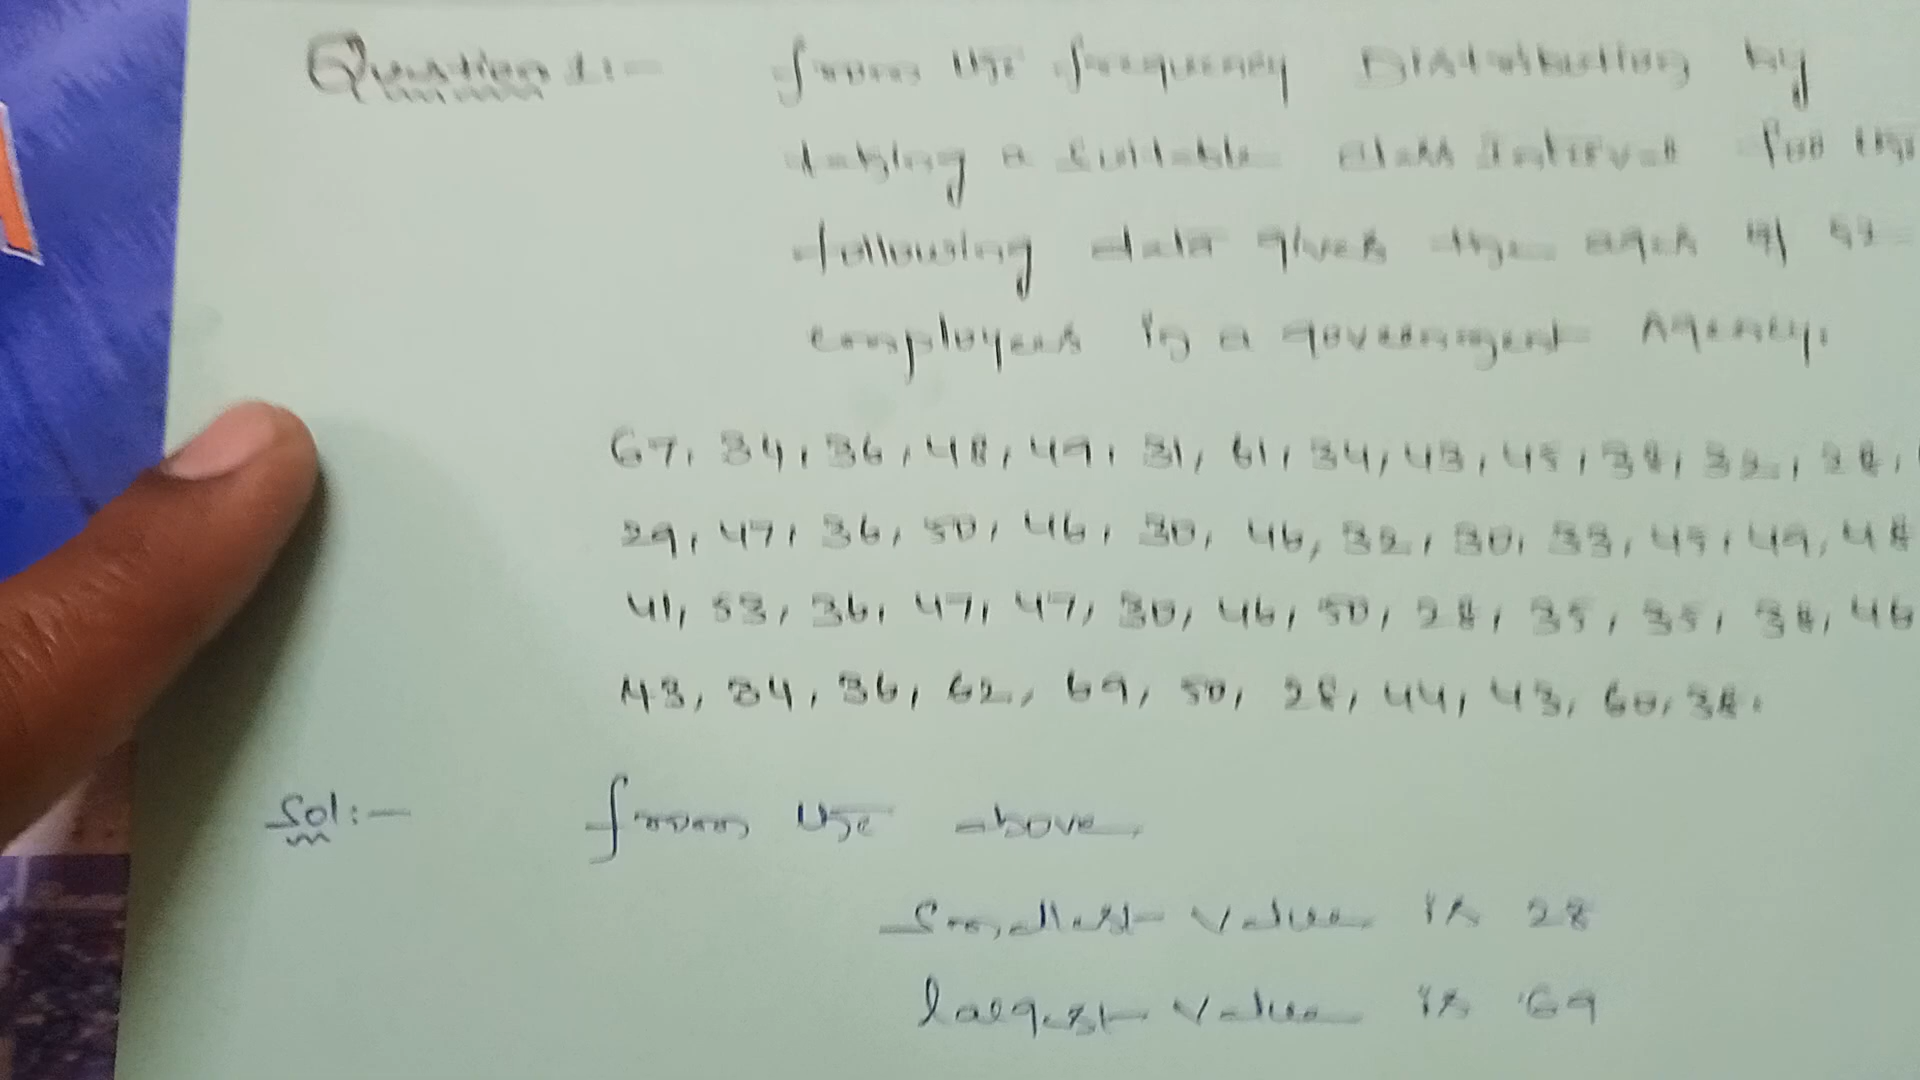 Question 1:- from the frequency Distribution by
taking a suitable class Interval for the
following data gives the ages of 52
employees in a government Agency.
67, 34, 36, 48, 49, 31, 61, 34, 43, 45, 38, 32, 28,
29, 47, 36, 50, 46, 30, 46, 32, 30, 33, 45, 49, 48
41, 53, 36, 47, 47, 30, 46, 50, 28, 35, 35, 38, 46
43, 34, 36, 62, 69, 50, 28, 44, 43, 60, 38.
Sol:- from the above,
Smallest value is 28
largest value is 69